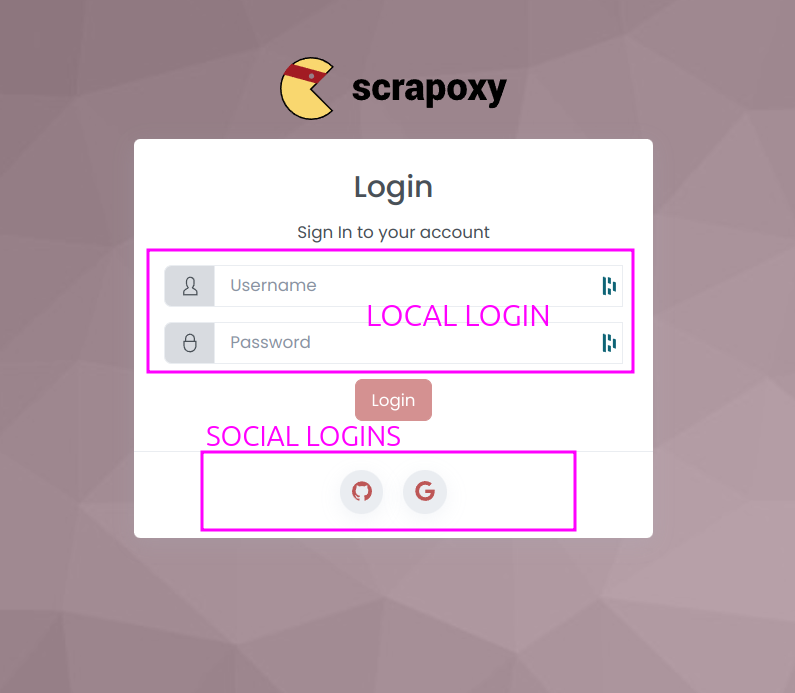 scrapoxy
Login
Sign In to your account
Username
LOCAL LOGIN
Password
Login
SOCIAL LOGINS